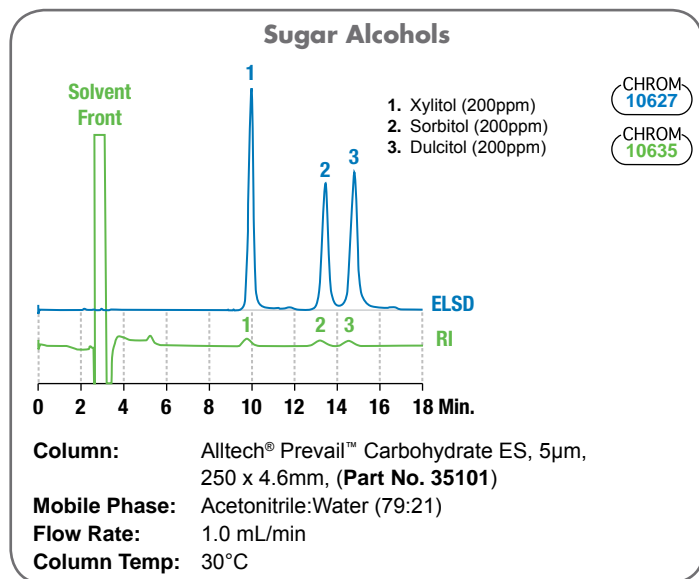 Sugar Alcohols
Solvent
Front
1
2
3
1. Xylitol (200ppm)
2. Sorbitol (200ppm)
3. Dulcitol (200ppm)
CHROM
10627
CHROM
10635
ELSD
1
2
3
RI
0 2 4 6 8 10 12 14 16 18 Min.
Column: Alltech® Prevail™ Carbohydrate ES, 5µm,
250 x 4.6mm, (Part No. 35101)
Mobile Phase: Acetonitrile:Water (79:21)
Flow Rate: 1.0 mL/min
Column Temp: 30°C